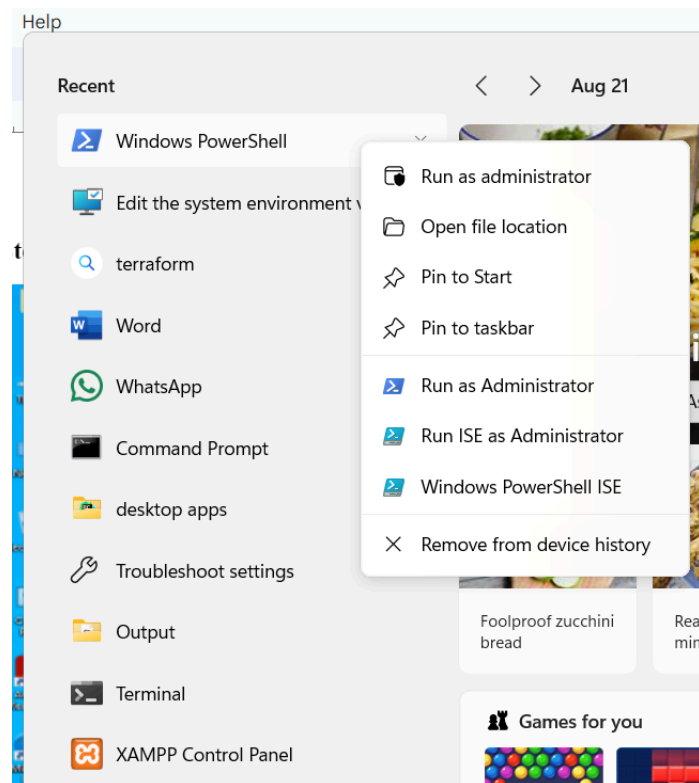 Help
Recent
Aug 21
Windows PowerShell
Edit the system environment
terraform
Word
WhatsApp
Command Prompt
desktop apps
Troubleshoot settings
Output
Terminal
XAMPP Control Panel
Run as administrator
Open file location
Pin to Start
Pin to taskbar
Run as Administrator
Run ISE as Administrator
Windows PowerShell ISE
Remove from device history
Foolproof zucchini
bread
Games for you